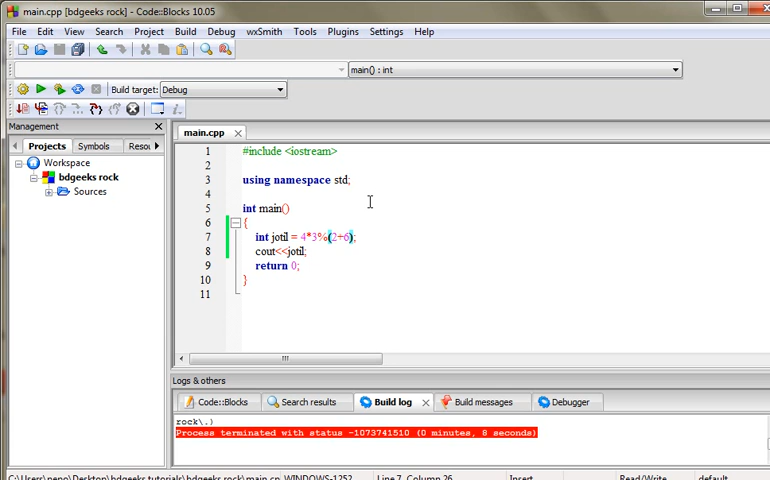 main.cpp [bdgeeks rock] - Code::Blocks 10.05
File Edit View Search Project Build Debug wxSmith Tools Plugins Settings Help
main() : int
Build target: Debug
Management
main.cpp
Projects Symbols Resou
Workspace
bdgeeks rock
Sources
1 #include <iostream>
2
3 using namespace std;
4
5 int main()
6 {
7 int jotil = 4*3%(2+6);
8 cout<<jotil;
9 return 0;
10 }
11
Logs & others
Code::Blocks Search results Build log Build messages Debugger
rock\.)
Process terminated with status -1073741510 (0 minutes, 8 seconds)
WINDOWS-1252 Line 7, Column 26 Insert Read/Write default